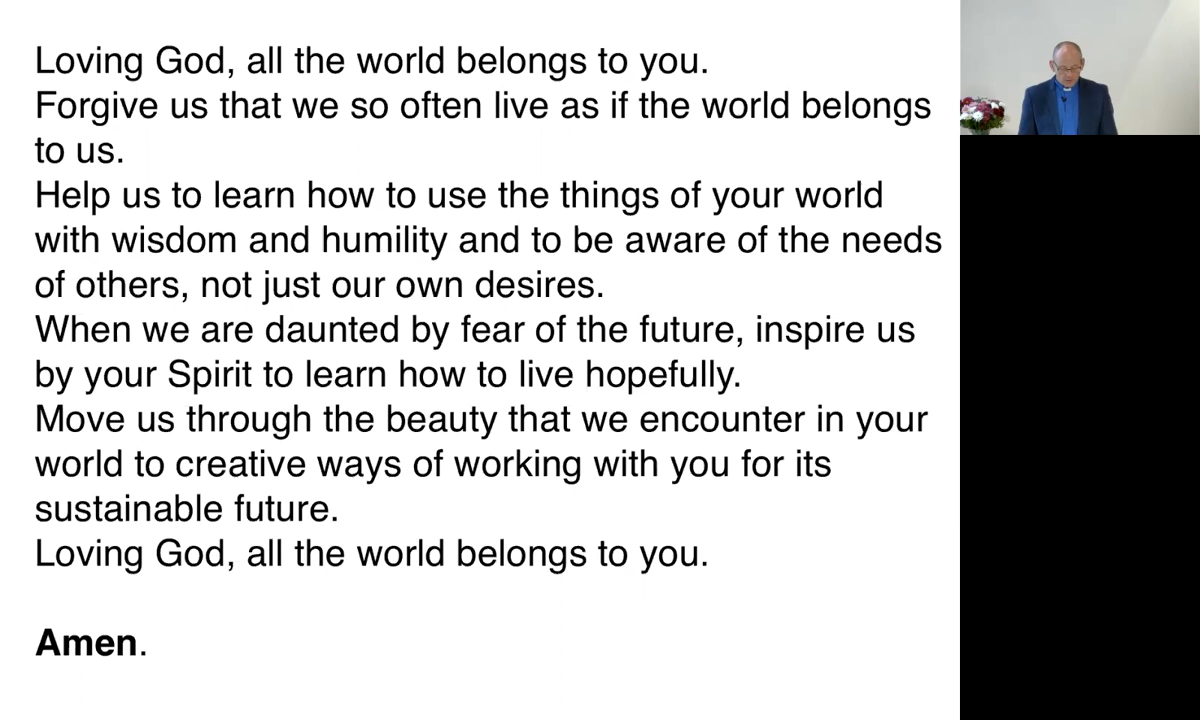 Loving God, all the world belongs to you.
Forgive us that we so often live as if the world belongs
to us.
Help us to learn how to use the things of your world
with wisdom and humility and to be aware of the needs
of others, not just our own desires.
When we are daunted by fear of the future, inspire us
by your Spirit to learn how to live hopefully.
Move us through the beauty that we encounter in your
world to creative ways of working with you for its
sustainable future.
Loving God, all the world belongs to you.
Amen.